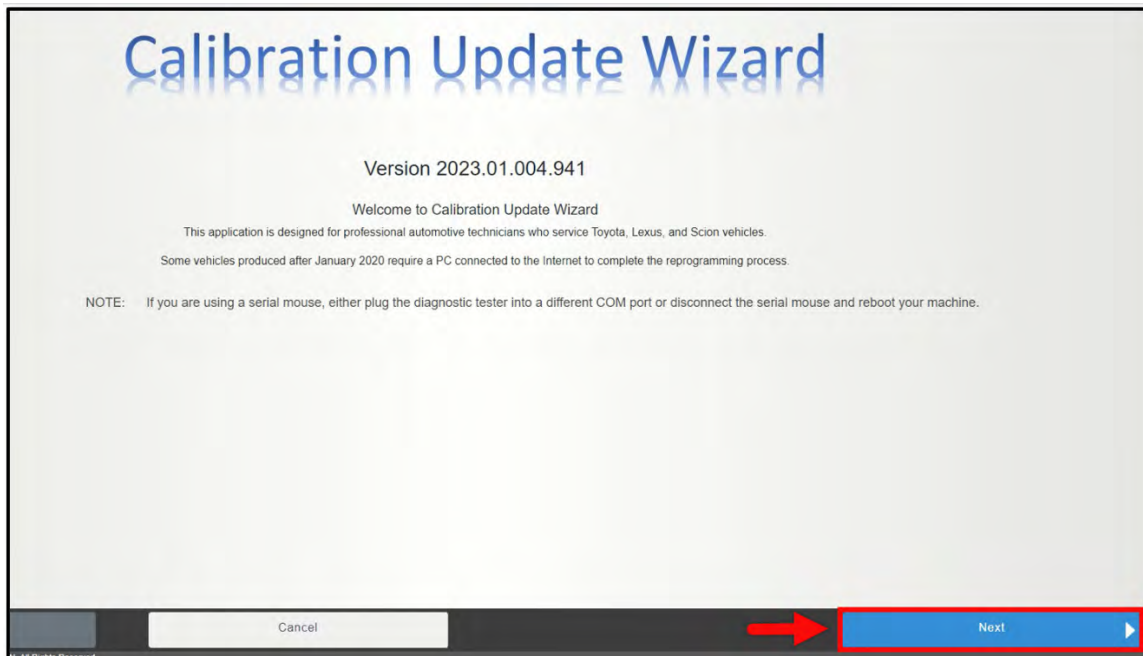 Calibration Update Wizard
Version 2023.01.004.941
Welcome to Calibration Update Wizard
This application is designed for professional automotive technicians who service Toyota, Lexus, and Scion vehicles.
Some vehicles produced after January 2020 require a PC connected to the Internet to complete the reprogramming process.
NOTE: If you are using a serial mouse, either plug the diagnostic tester into a different COM port or disconnect the serial mouse and reboot your machine.
Cancel
Next
All Rights Reserved